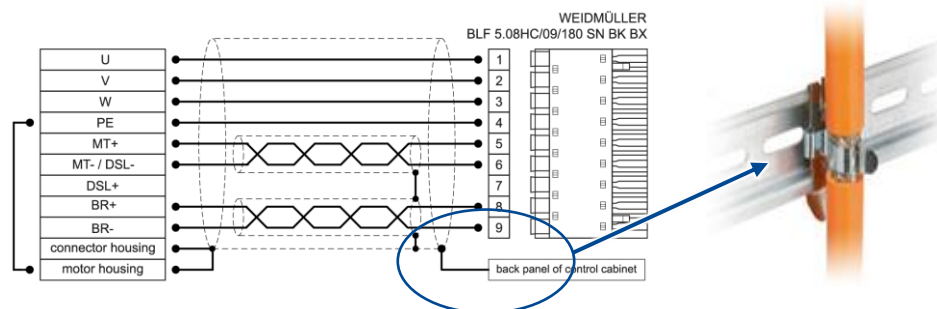 WEIDMÜLLER
BLF 5.08HC/09/180 SN BK BX
U
1
V
2
W
3
PE
4
MT+
5
MT- / DSL-
6
DSL+
7
BR+
8
BR-
9
connector housing
motor housing
back panel of control cabinet